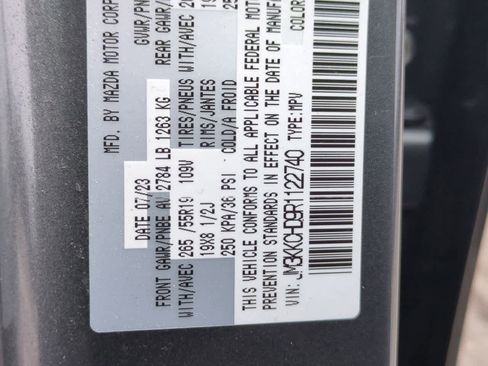 MFD. BY MAZDA MOTOR CORP
DATE 07/23
GVWR/PN
FRONT GAWR/PNBE AV 2784 LB 1263 KG
REAR GAWR/
WITH/AVEC 265/55R19 109V
TIRES/PNEUS WITH/AVEC
19X8 1/2J
RIMS/JANTES
250 KPA/36 PSI COLD/A FROID
THIS VEHICLE CONFORMS TO ALL APPLICABLE FEDERAL MOTOR
PREVENTION STANDARDS IN EFFECT ON THE DATE OF MANUFA
VIN: JM3KKCHD9R1122740 TYPE: MPV
COLOR